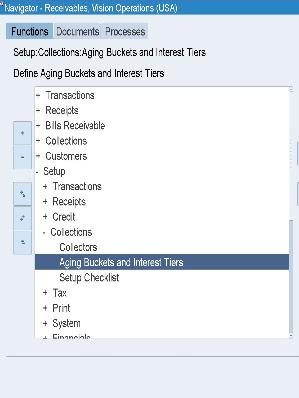 Navigator - Receivables, Vision Operations (USA)
Functions Documents Processes
Setup:Collections:Aging Buckets and Interest Tiers
Define Aging Buckets and Interest Tiers
+ Transactions
+ Receipts
+ Bills Receivable
+ Collections
+ Customers
- Setup
+ Transactions
+ Receipts
+ Credit
- Collections
Collectors
Aging Buckets and Interest Tiers
Setup Checklist
+ Tax
+ Print
+ System
+ Financials